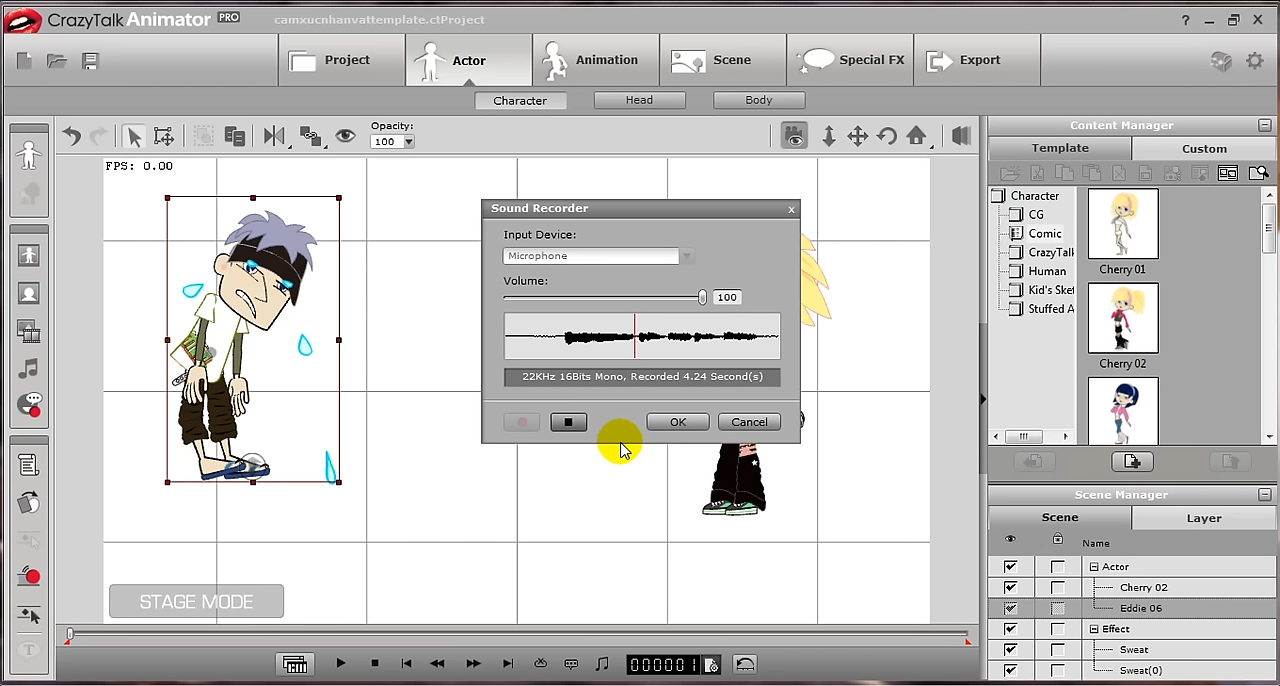 CrazyTalk Animator PRO
camxucnhanvattemplate.ctProject
Project
Actor
Animation
Scene
Special FX
Export
Character
Head
Body
Opacity:
100
FPS: 0.00
Sound Recorder
x
Input Device:
Microphone
Volume:
100
22KHz 16Bits Mono, Recorded 4.24 Second(s)
OK
Cancel
STAGE MODE
000001
Content Manager
Template
Custom
Character
CG
Comic
CrazyTalk
Human
Kid's Sket
Stuffed A
Cherry 01
Cherry 02
Scene Manager
Scene
Layer
Name
Actor
Cherry 02
Eddie 06
Effect
Sweat
Sweat(0)